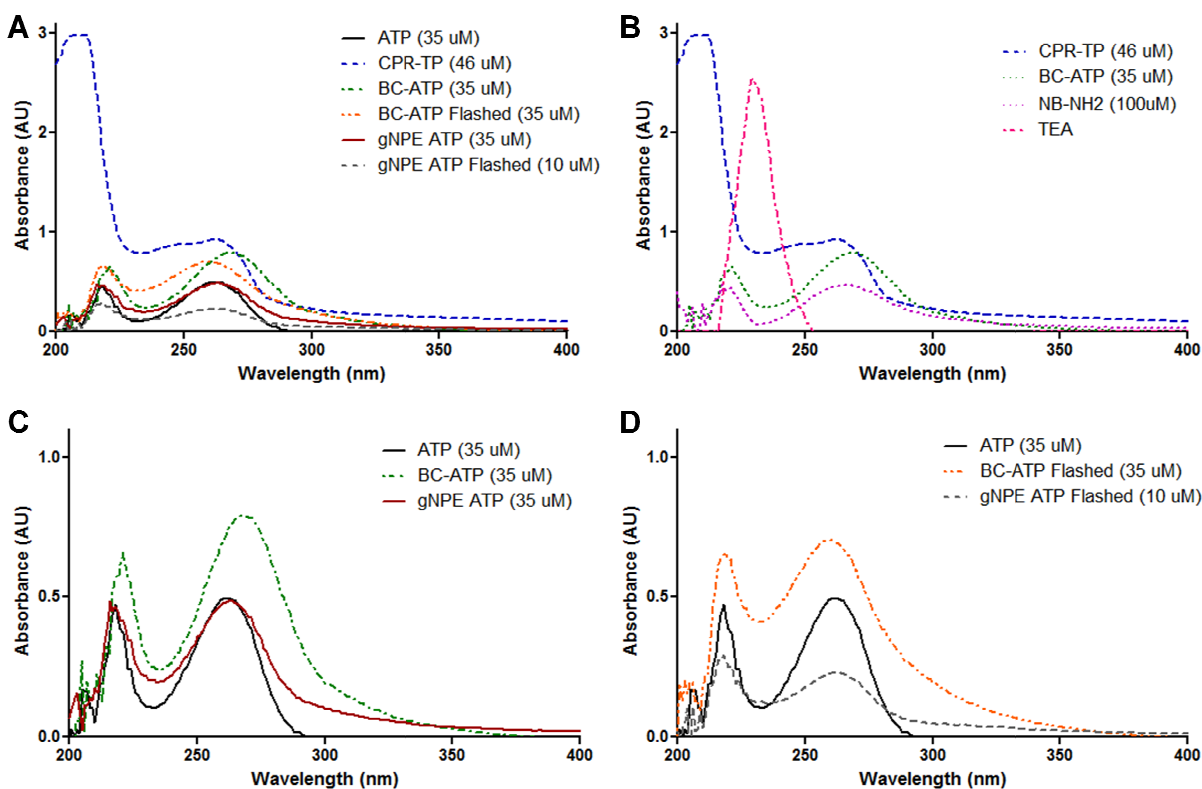 A
Absorbance (AU)
3
2
1
0
200
250
300
350
400
Wavelength (nm)
ATP (35 uM)
CPR-TP (46 uM)
BC-ATP (35 uM)
BC-ATP Flashed (35 uM)
gNPE ATP (35 uM)
gNPE ATP Flashed (10 uM)
B
Absorbance (AU)
3
2
1
0
200
250
300
350
400
Wavelength (nm)
CPR-TP (46 uM)
BC-ATP (35 uM)
NB-NH2 (100uM)
TEA
C
Absorbance (AU)
1.0
0.5
0.0
200
250
300
350
400
Wavelength (nm)
ATP (35 uM)
BC-ATP (35 uM)
gNPE ATP (35 uM)
D
Absorbance (AU)
1.0
0.5
0.0
200
250
300
350
400
Wavelength (nm)
ATP (35 uM)
BC-ATP Flashed (35 uM)
gNPE ATP Flashed (10 uM)